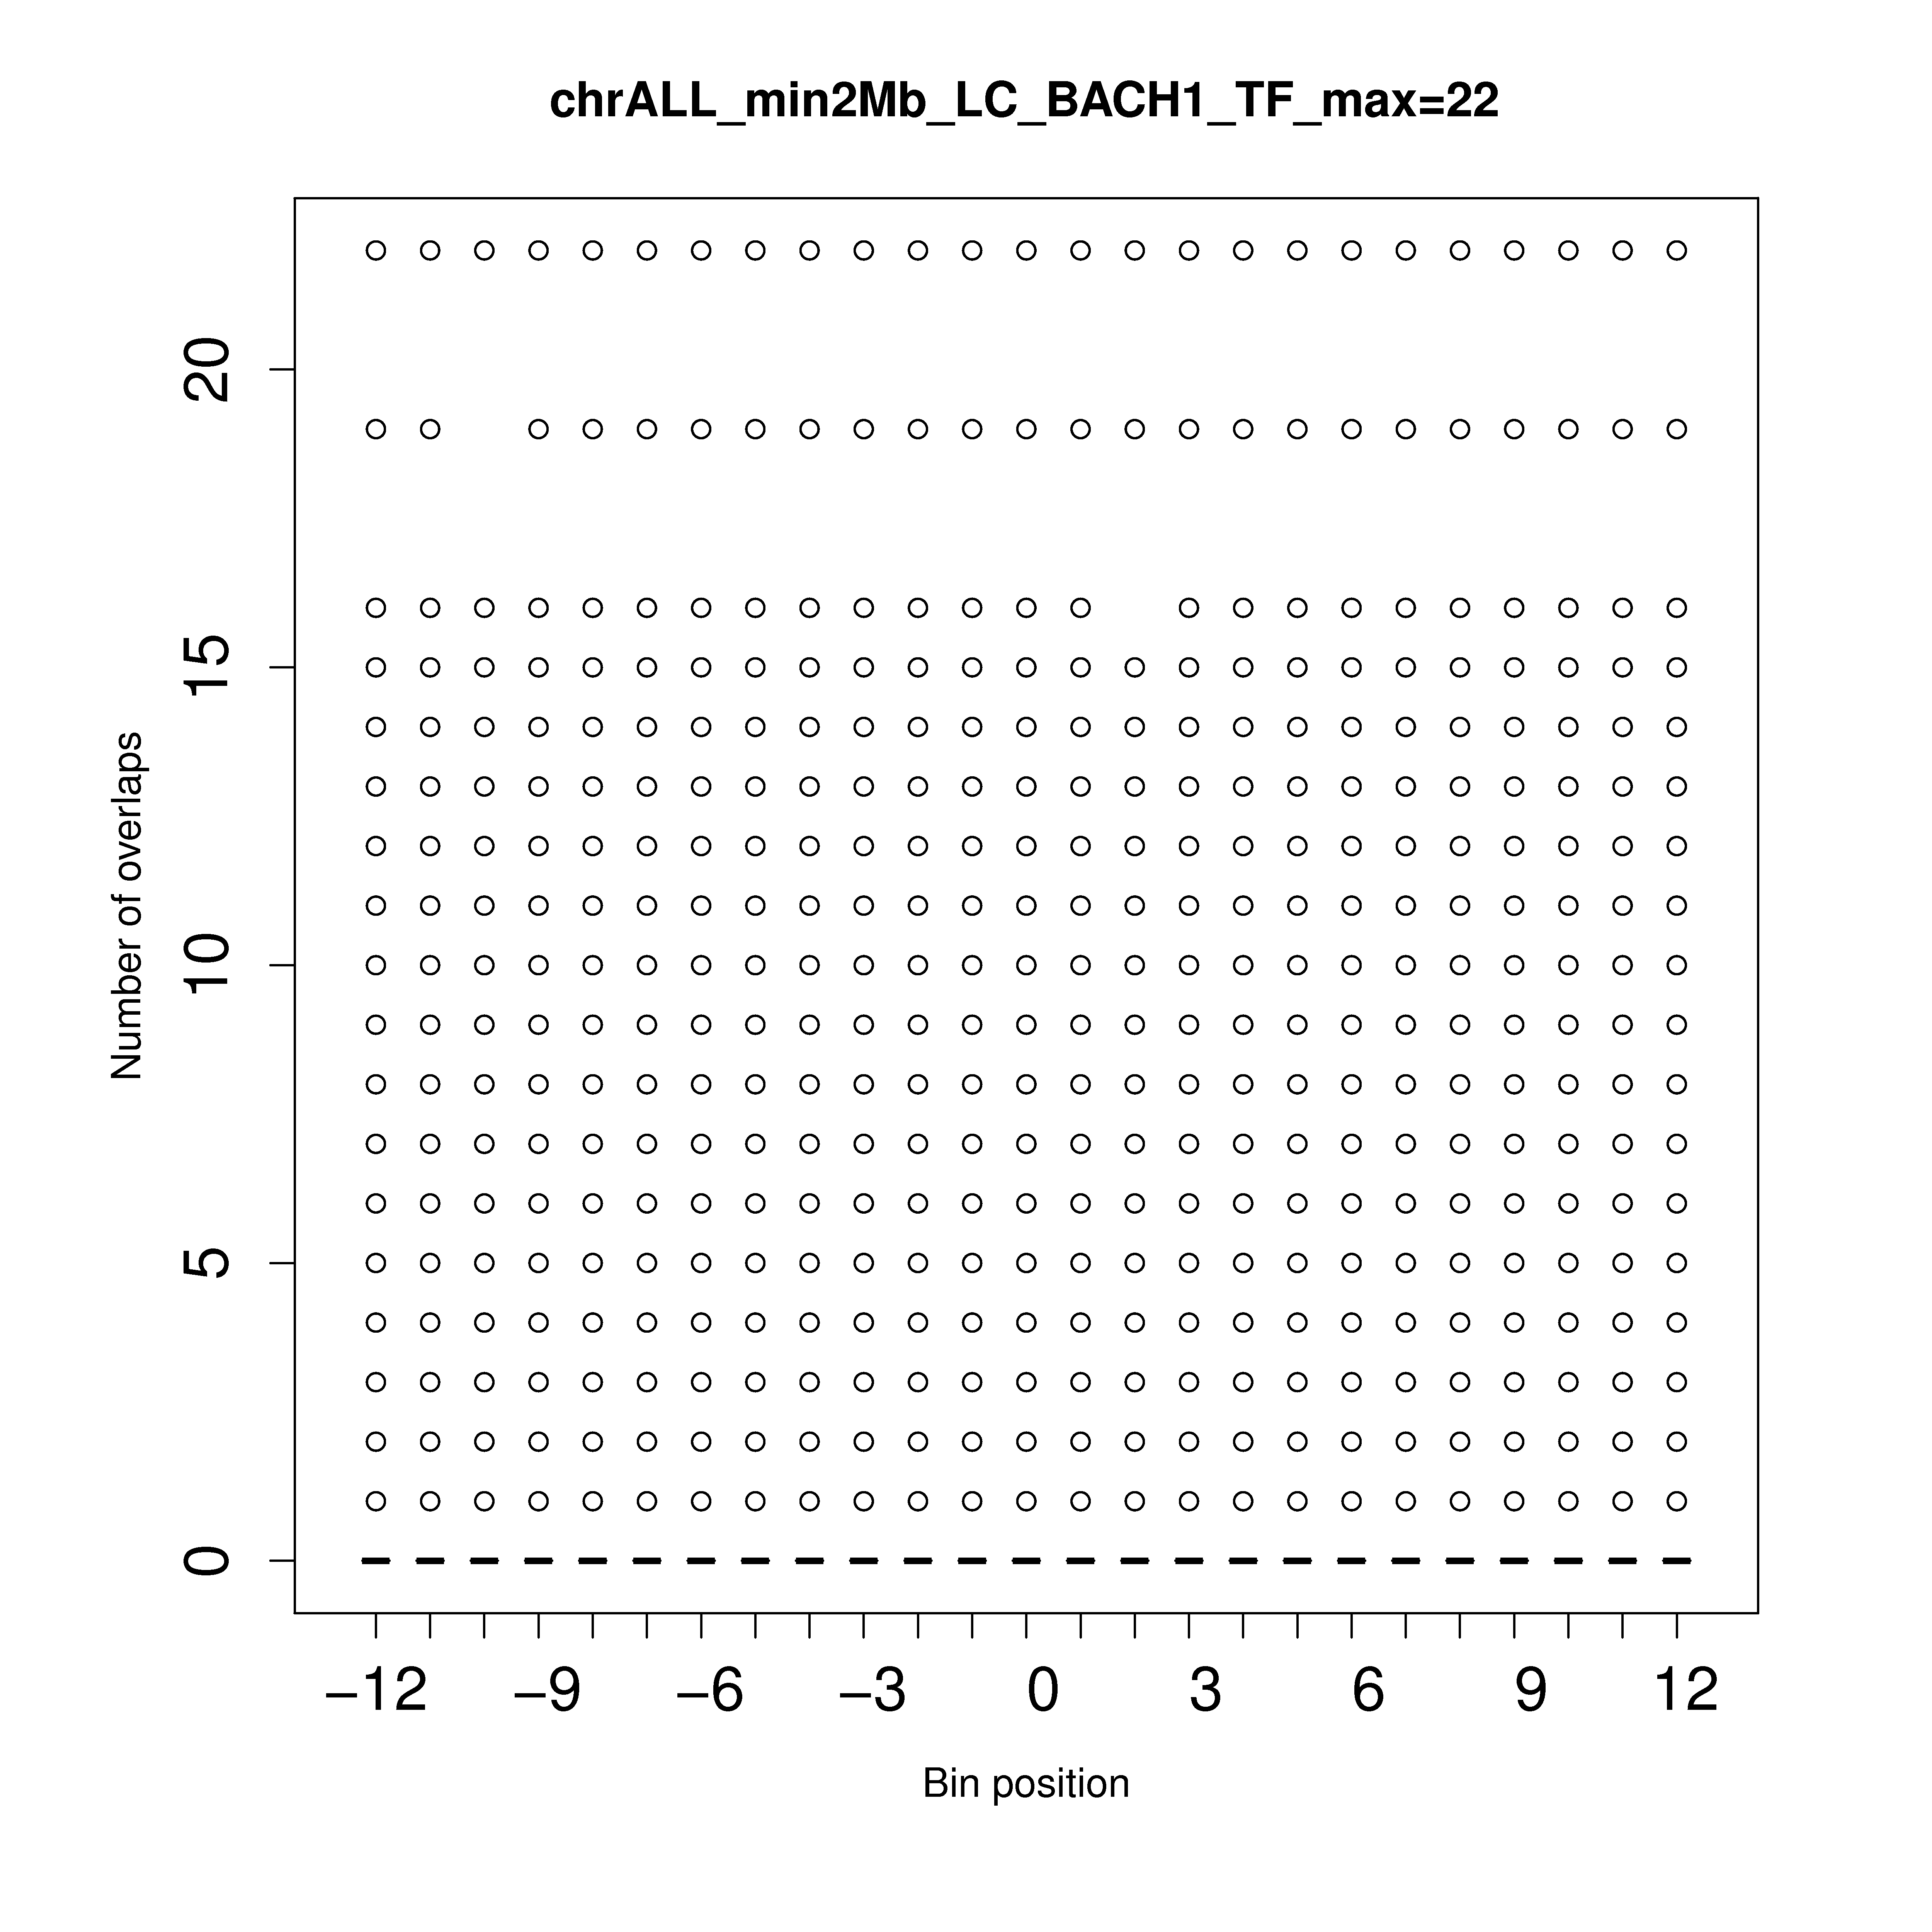 chrALL_min2Mb_LC_BACH1_TF_max=22
20
15
10
5
0
Number of overlaps
−12 −9 −6 −3 0 3 6 9 12
Bin position